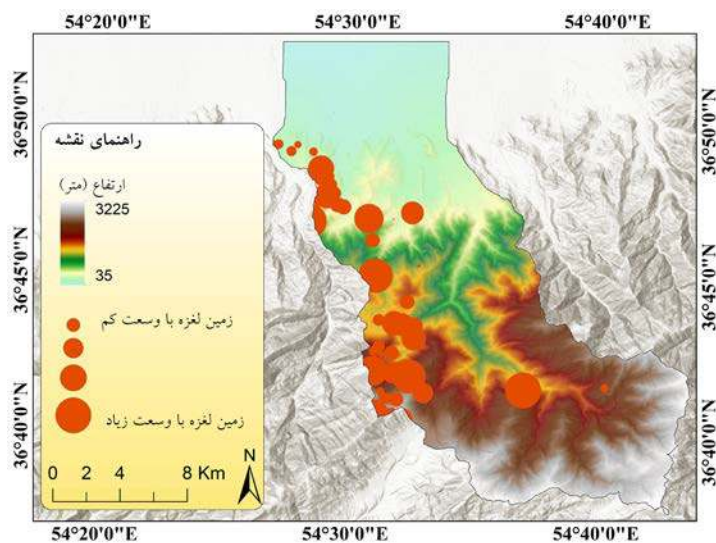 54°20'0"E 54°30'0"E 54°40'0"E
36°50'0"N 36°50'0"N
راهنمای نقشه
ارتفاع (متر)
3225
35
36°45'0"N 36°45'0"N
زمین لغزه با وسعت کم
زمین لغزه با وسعت زیاد
36°40'0"N 36°40'0"N
0 2 4 8 Km
N
54°20'0"E 54°30'0"E 54°40'0"E